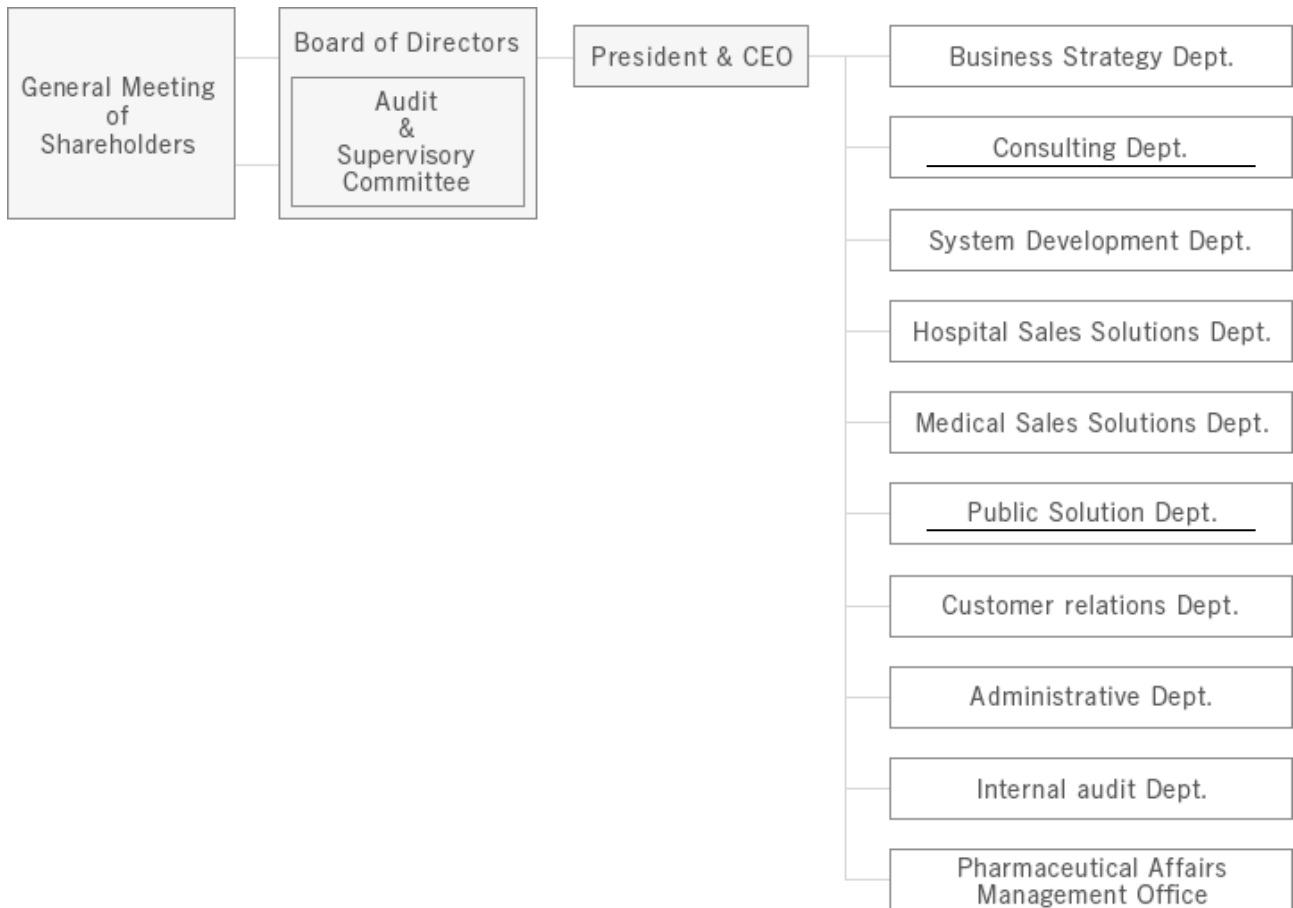 General Meeting
of
Shareholders
Board of Directors
Audit
&
Supervisory
Committee
President & CEO
Business Strategy Dept.
Consulting Dept.
System Development Dept.
Hospital Sales Solutions Dept.
Medical Sales Solutions Dept.
Public Solution Dept.
Customer relations Dept.
Administrative Dept.
Internal audit Dept.
Pharmaceutical Affairs
Management Office